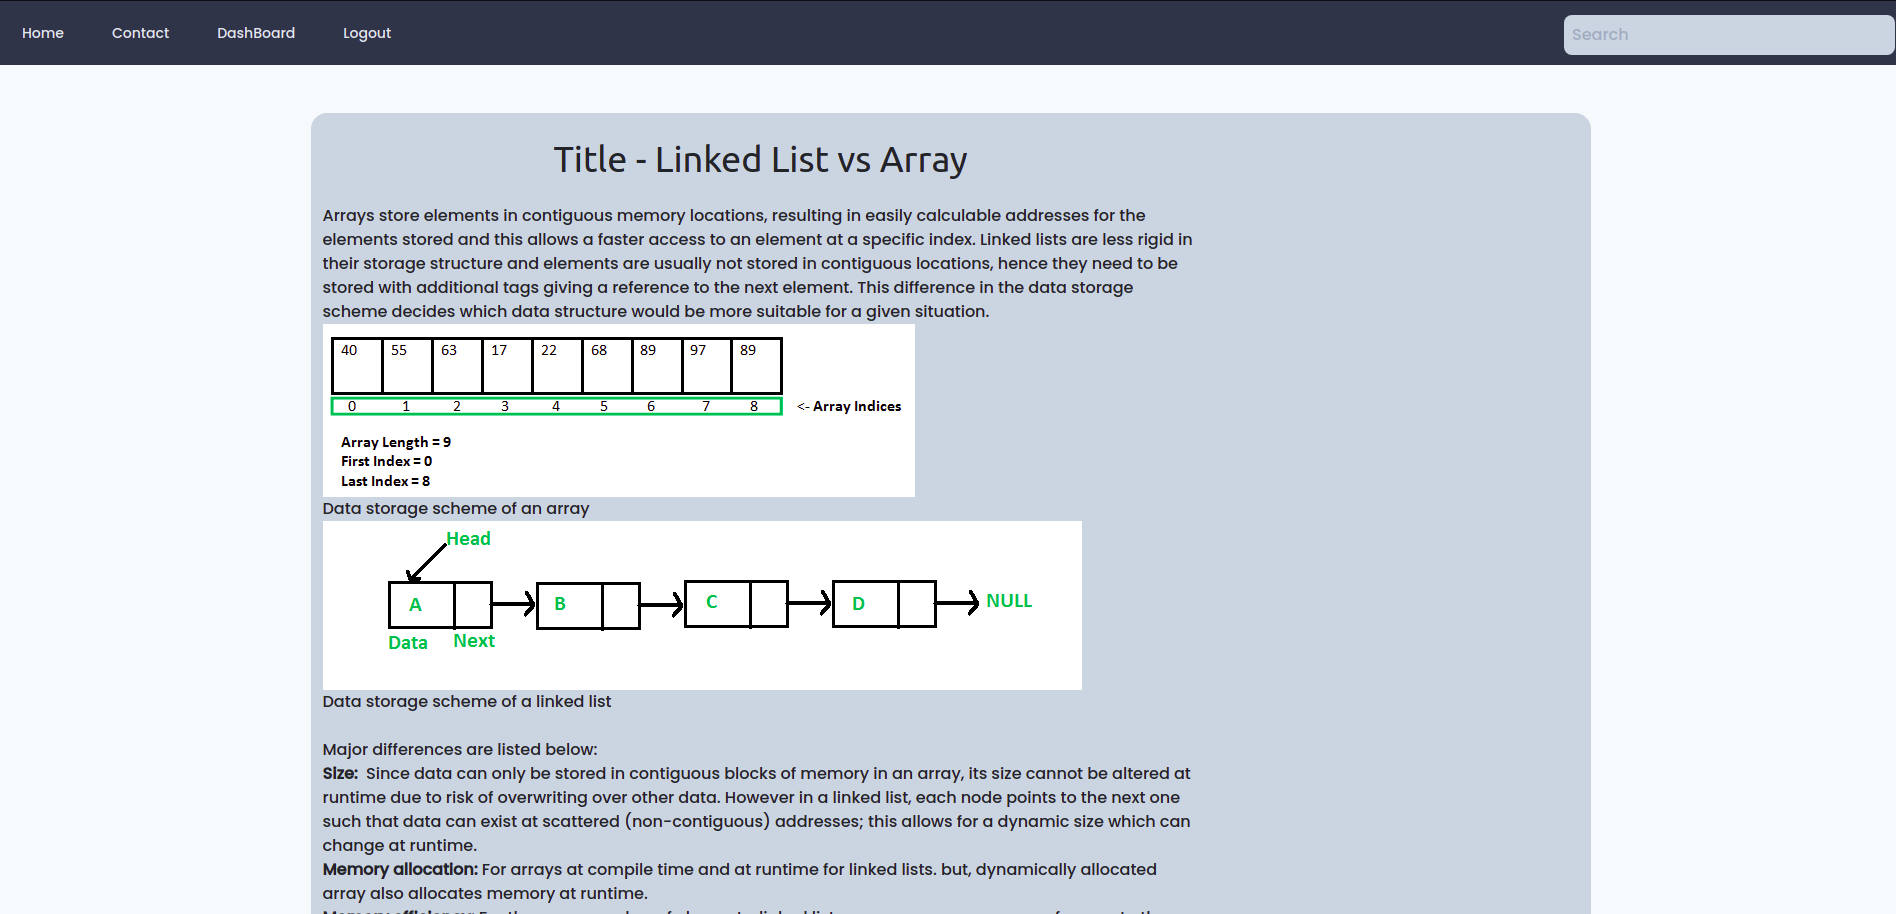 Home Contact DashBoard Logout Search
Title - Linked List vs Array
Arrays store elements in contiguous memory locations, resulting in easily calculable addresses for the
elements stored and this allows a faster access to an element at a specific index. Linked lists are less rigid in
their storage structure and elements are usually not stored in contiguous locations, hence they need to be
stored with additional tags giving a reference to the next element. This difference in the data storage
scheme decides which data structure would be more suitable for a given situation.
40 55 63 17 22 68 89 97 89
0 1 2 3 4 5 6 7 8 <- Array Indices
Array Length = 9
First Index = 0
Last Index = 8
Data storage scheme of an array
Head
A B C D NULL
Data Next
Data storage scheme of a linked list
Major differences are listed below:
Size: Since data can only be stored in contiguous blocks of memory in an array, its size cannot be altered at
runtime due to risk of overwriting over other data. However in a linked list, each node points to the next one
such that data can exist at scattered (non-contiguous) addresses; this allows for a dynamic size which can
change at runtime.
Memory allocation: For arrays at compile time and at runtime for linked lists. but, dynamically allocated
array also allocates memory at runtime.